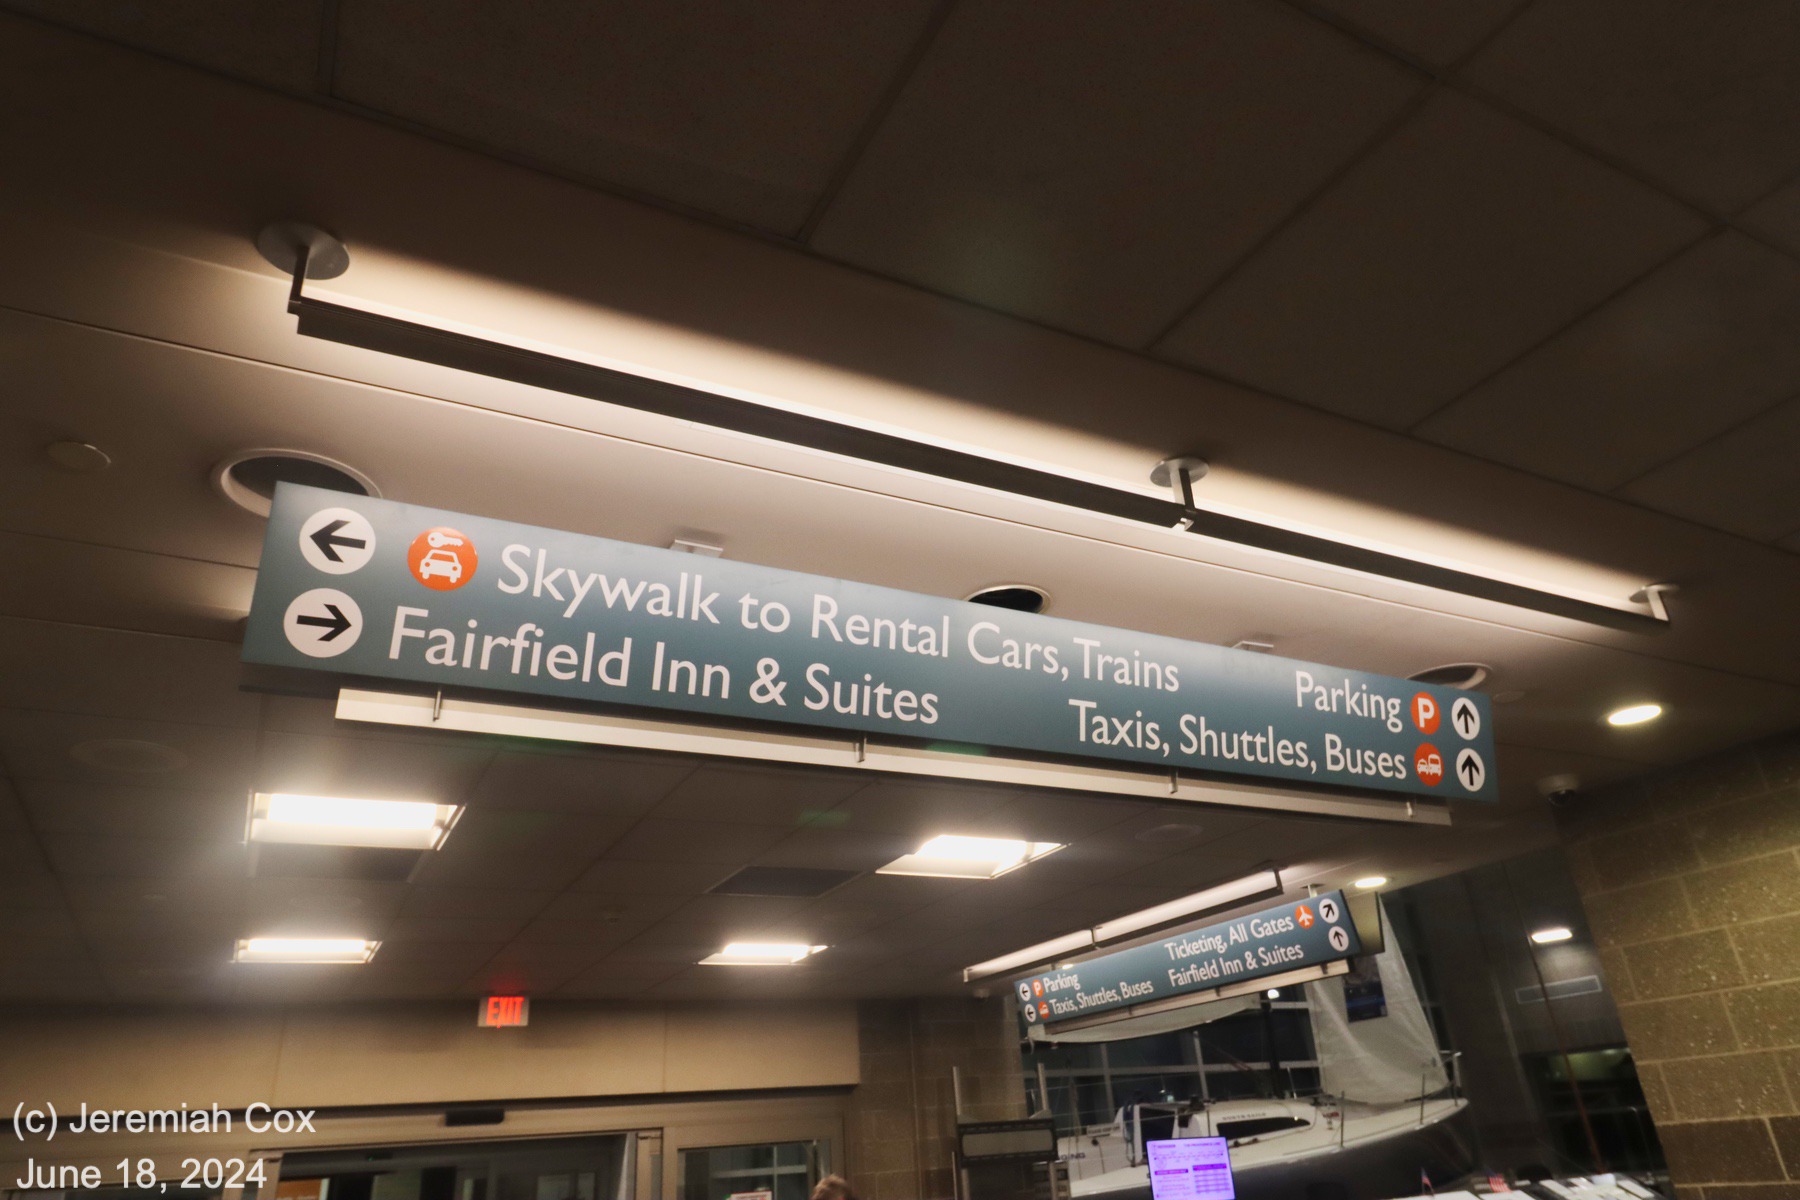 Skywalk to Rental Cars, Trains
Fairfield Inn & Suites
Parking P
Taxis, Shuttles, Buses
Ticketing, All Gates
Fairfield Inn & Suites
P Parking
Taxis, Shuttles, Buses
EXIT
(c) Jeremiah Cox
June 18, 2024